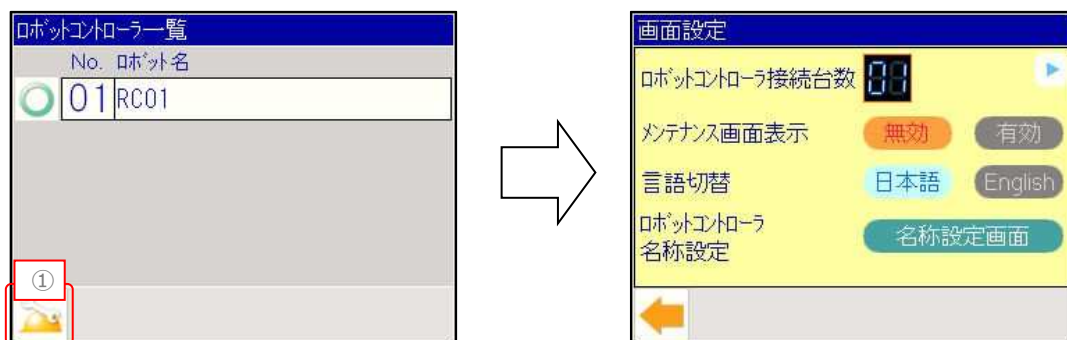 ロボットコントローラ一覧
No. ロボット名
01 RC01
①
画面設定
ロボットコントローラ接続台数 01
メンテナンス画面表示 無効 有効
言語切替 日本語 English
ロボットコントローラ
名称設定 名称設定画面